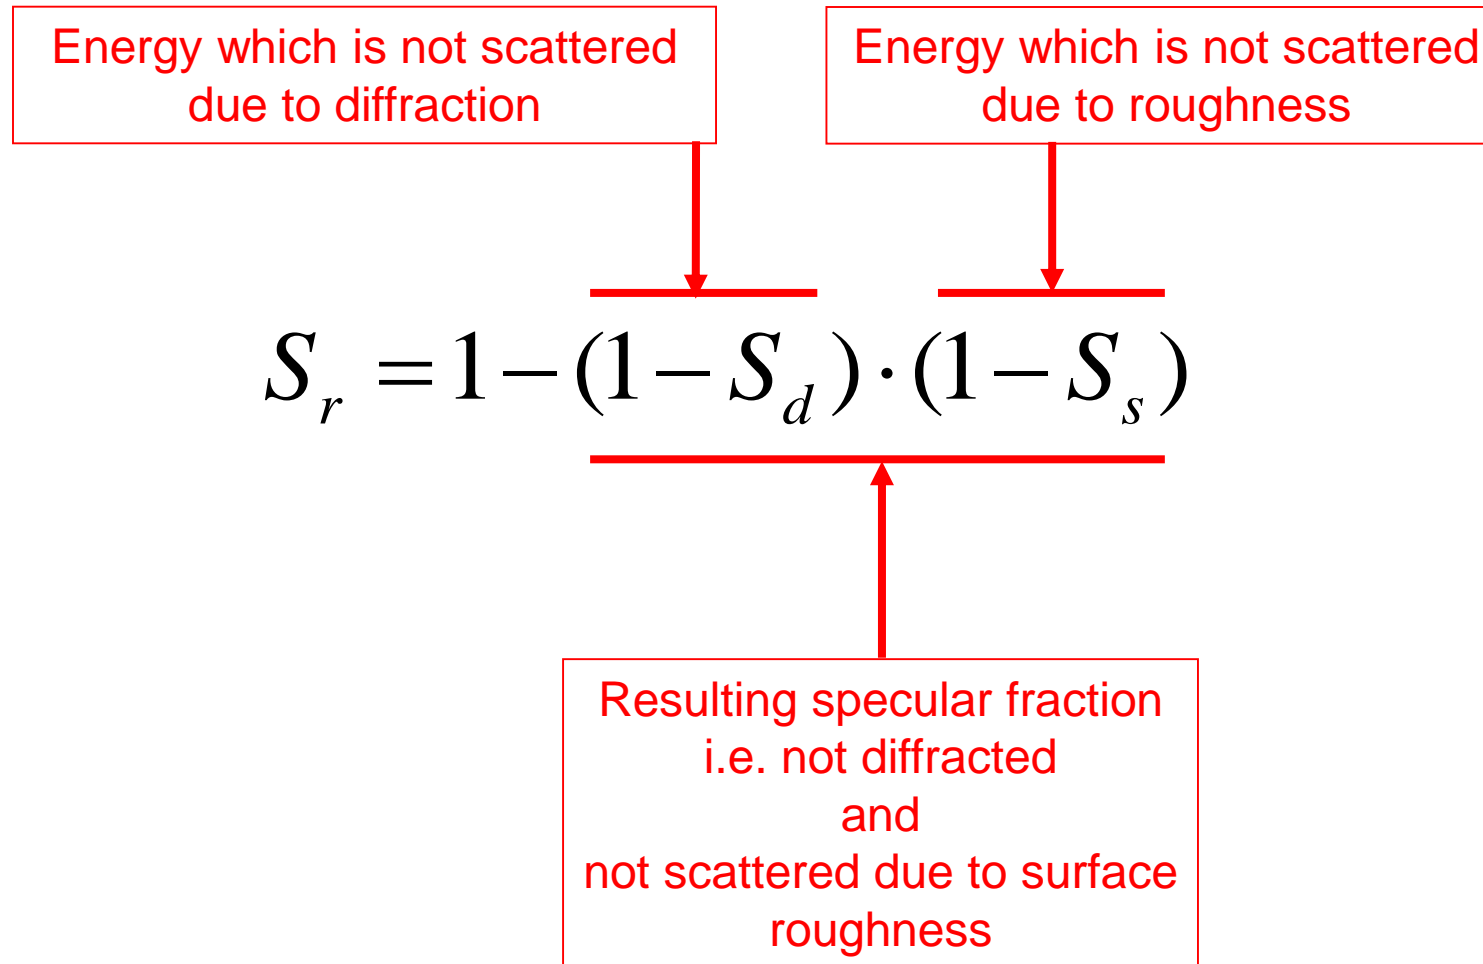 Energy which is not scattered
due to diffraction
Energy which is not scattered
due to roughness
S_r = 1 − (1 − S_d) · (1 − S_s)
Resulting specular fraction
i.e. not diffracted
and
not scattered due to surface
roughness